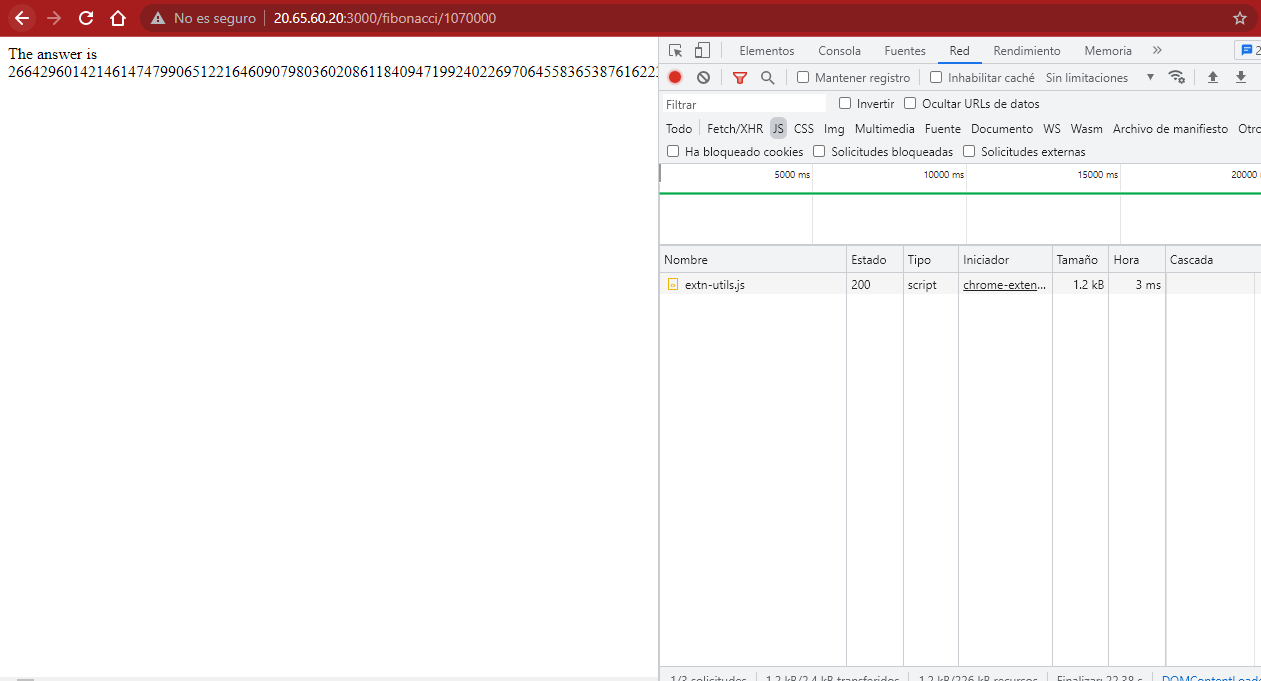 No es seguro 20.65.60.20:3000/fibonacci/1070000
The answer is
Elementos Consola Fuentes Red Rendimiento Memoria » 2
Mantener registro Inhabilitar caché Sin limitaciones
Filtrar Invertir Ocultar URLs de datos
Todo Fetch/XHR JS CSS Img Multimedia Fuente Documento WS Wasm Archivo de manifiesto Otro
Ha bloqueado cookies Solicitudes bloqueadas Solicitudes externas
5000 ms 10000 ms 15000 ms 20000
Nombre Estado Tipo Iniciador Tamaño Hora Cascada
extn-utils.js 200 script chrome-exten... 1.2 kB 3 ms
1/3 solicitudes 1.2 kB/2.4 kB transferidos 1.2 kB/226 kB recursos Finalizar: 22.38 s DOMContentLoade